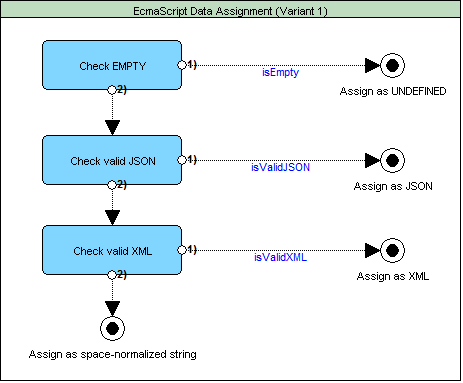 EcmaScript Data Assignment (Variant 1)
Check EMPTY
1)
isEmpty
Assign as UNDEFINED
2)
Check valid JSON
1)
isValidJSON
Assign as JSON
2)
Check valid XML
1)
isValidXML
Assign as XML
2)
Assign as space-normalized string